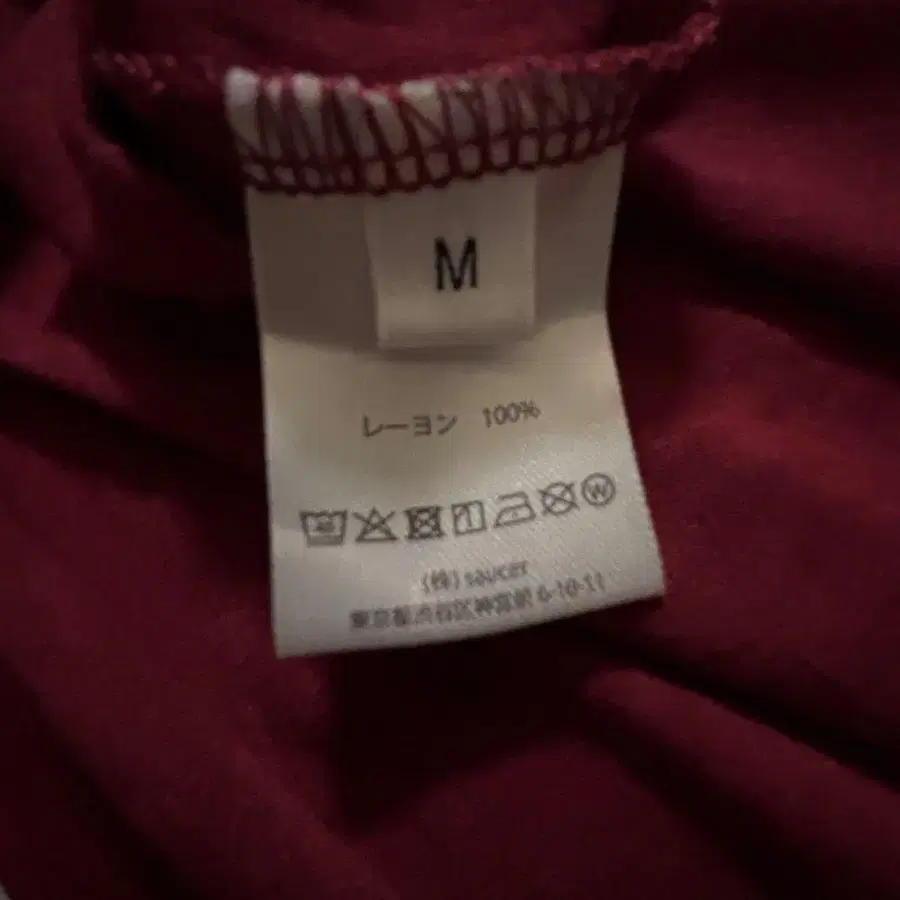 M
レーヨン 100%
W
(株) saucer
東京都渋谷区神宮前 6-10-11